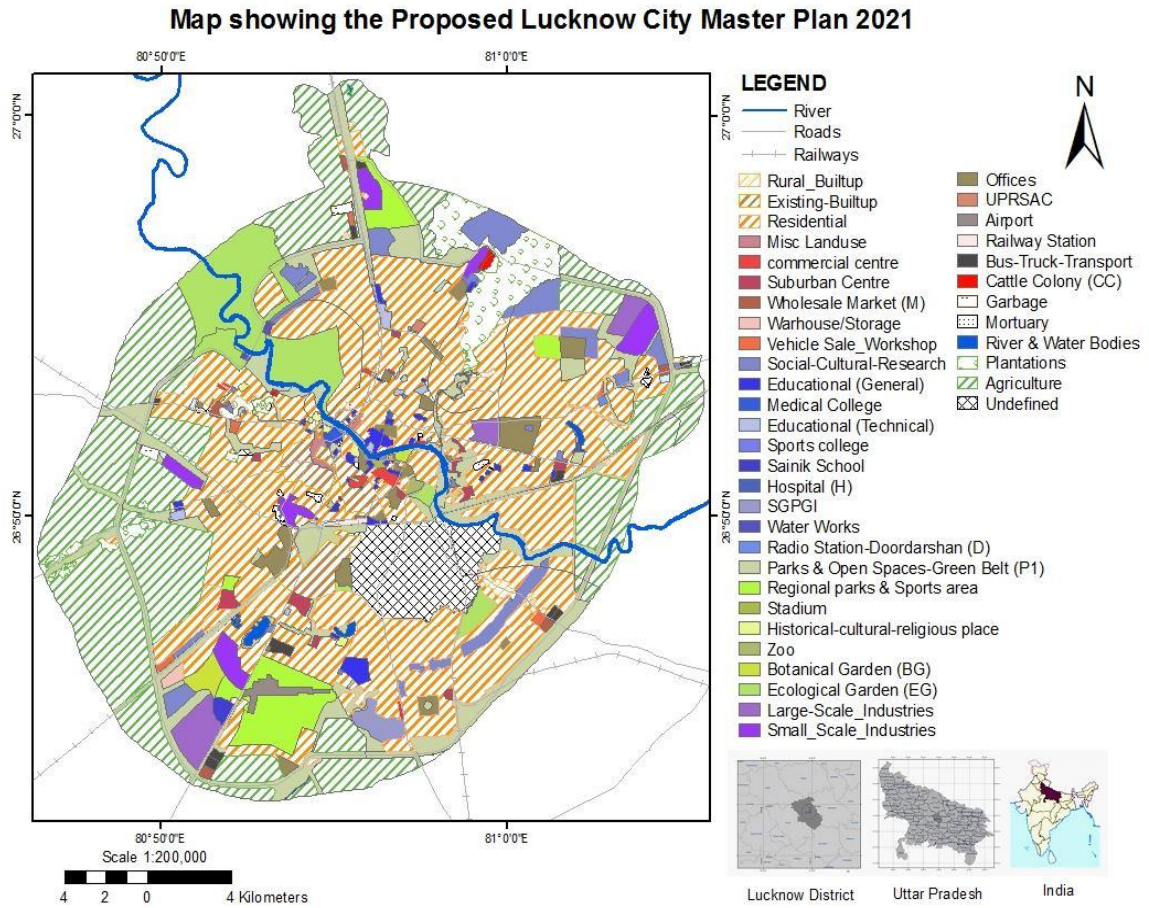 Map showing the Proposed Lucknow City Master Plan 2021
80°50'0"E
81°0'0"E
27°0'0"N
27°0'0"N
26°50'0"N
26°50'0"N
80°50'0"E
81°0'0"E
Scale 1:200,000
4 2 0 4 Kilometers
LEGEND
N
River
Roads
Railways
Rural_Builtup
Existing-Builtup
Residential
Misc Landuse
commercial centre
Suburban Centre
Wholesale Market (M)
Warhouse/Storage
Vehicle Sale_Workshop
Social-Cultural-Research
Educational (General)
Medical College
Educational (Technical)
Sports college
Sainik School
Hospital (H)
SGPGI
Water Works
Radio Station-Doordarshan (D)
Parks & Open Spaces-Green Belt (P1)
Regional parks & Sports area
Stadium
Historical-cultural-religious place
Zoo
Botanical Garden (BG)
Ecological Garden (EG)
Large-Scale_Industries
Small_Scale_Industries
Offices
UPRSAC
Airport
Railway Station
Bus-Truck-Transport
Cattle Colony (CC)
Garbage
Mortuary
River & Water Bodies
Plantations
Agriculture
Undefined
Lucknow District
Uttar Pradesh
India